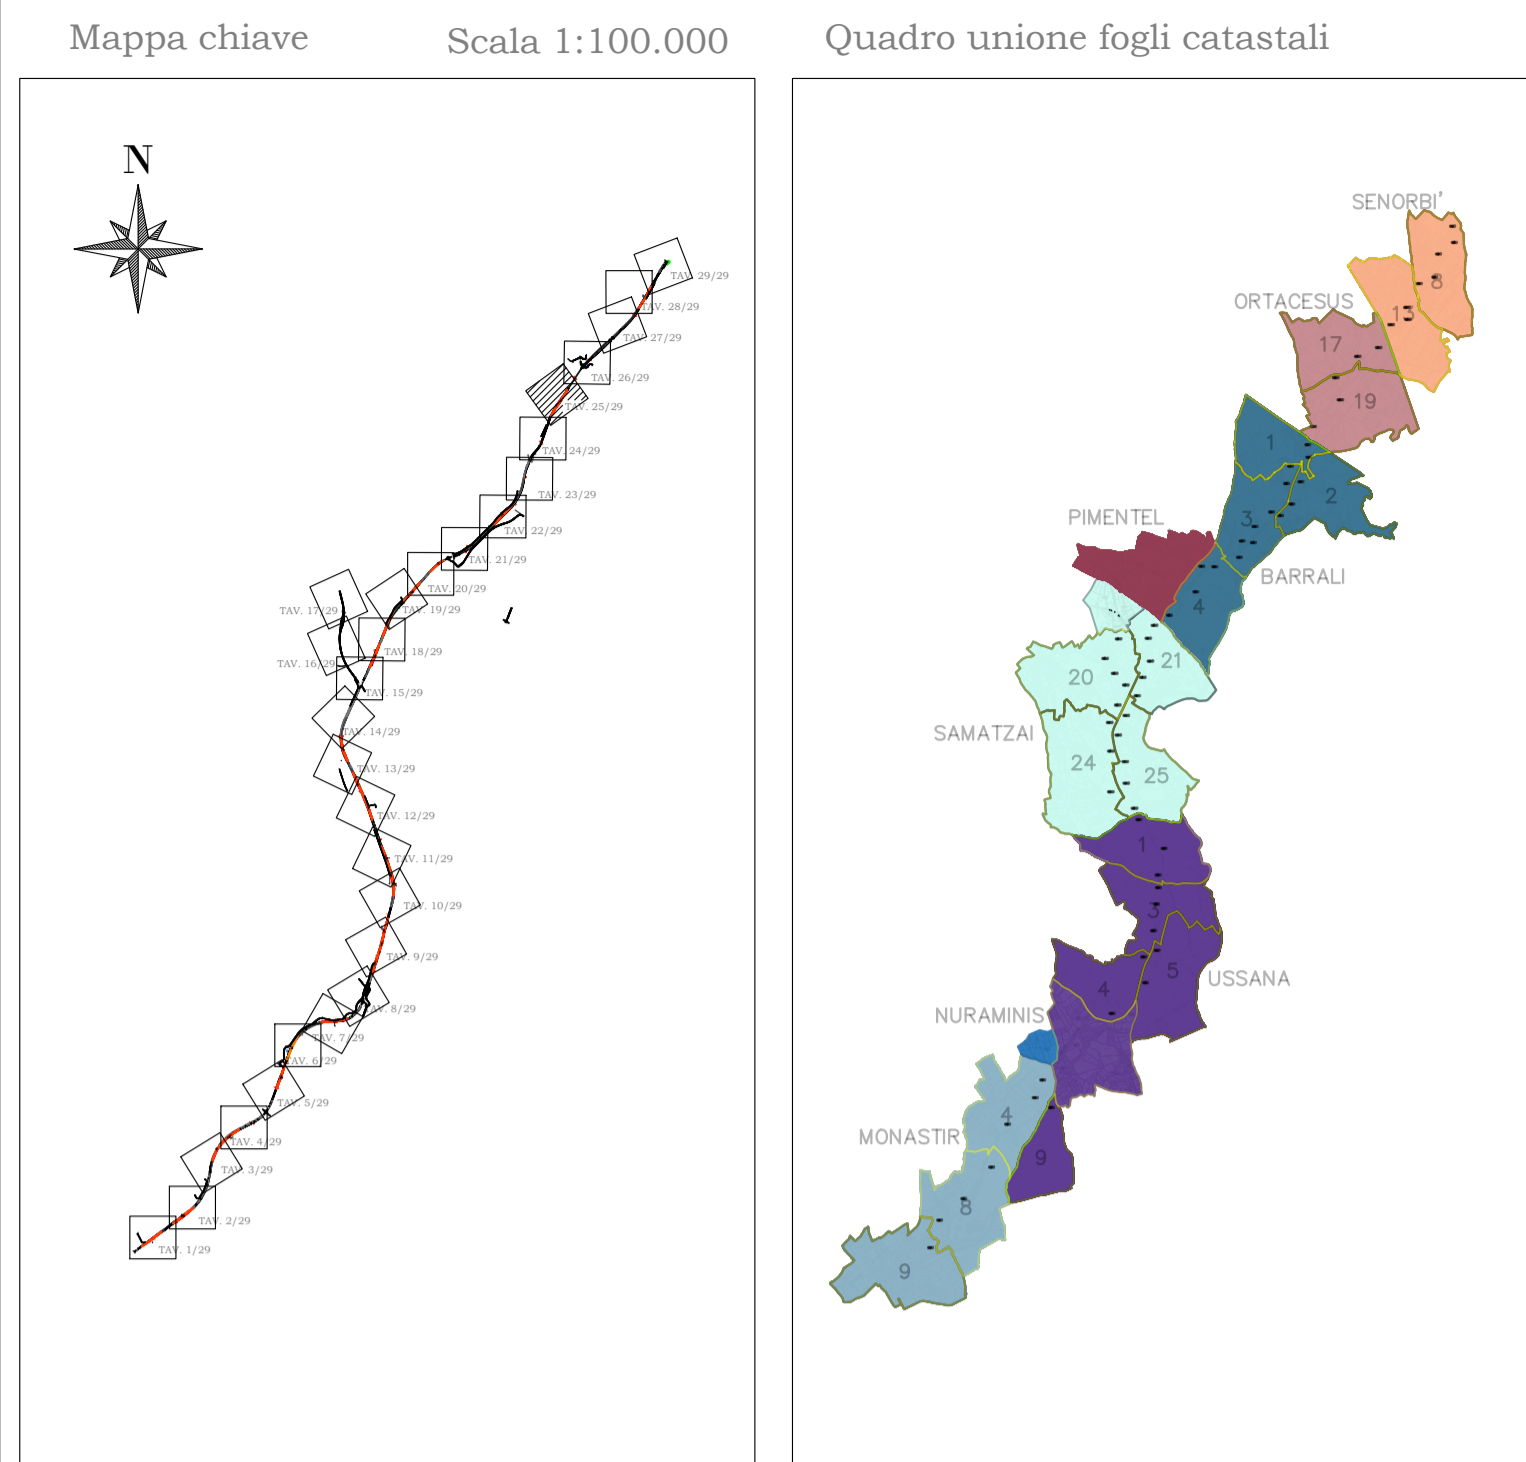 Mappa chiave
Scala 1:100.000
Quadro unione fogli catastali
N
TAV. 29/29
TAV. 28/29
TAV. 27/29
TAV. 26/29
TAV. 25/29
TAV. 24/29
TAV. 23/29
TAV. 22/29
TAV. 21/29
TAV. 20/29
TAV. 19/29
TAV. 17/29
TAV. 18/29
TAV. 16/29
TAV. 15/29
TAV. 14/29
TAV. 13/29
TAV. 12/29
TAV. 11/29
TAV. 10/29
TAV. 9/29
TAV. 8/29
TAV. 7/29
TAV. 6/29
TAV. 5/29
TAV. 4/29
TAV. 3/29
TAV. 2/29
TAV. 1/29
SENORBI'
8
ORTACESUS
13
17
19
1
2
3
PIMENTEL
BARRALI
4
21
20
SAMATZAI
24
25
1
3
5
USSANA
4
NURAMINIS
4
MONASTIR
9
8
9